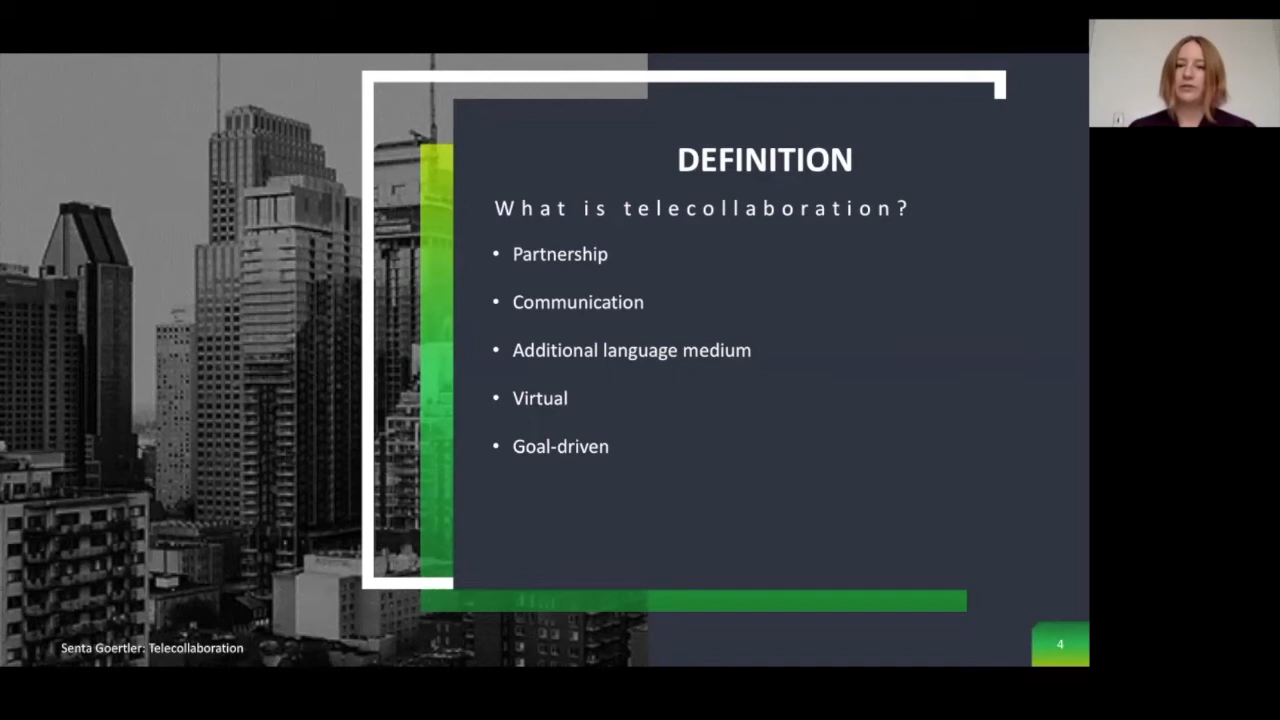 DEFINITION
What is telecollaboration?
• Partnership
• Communication
• Additional language medium
• Virtual
• Goal-driven
Senta Goertler: Telecollaboration
4